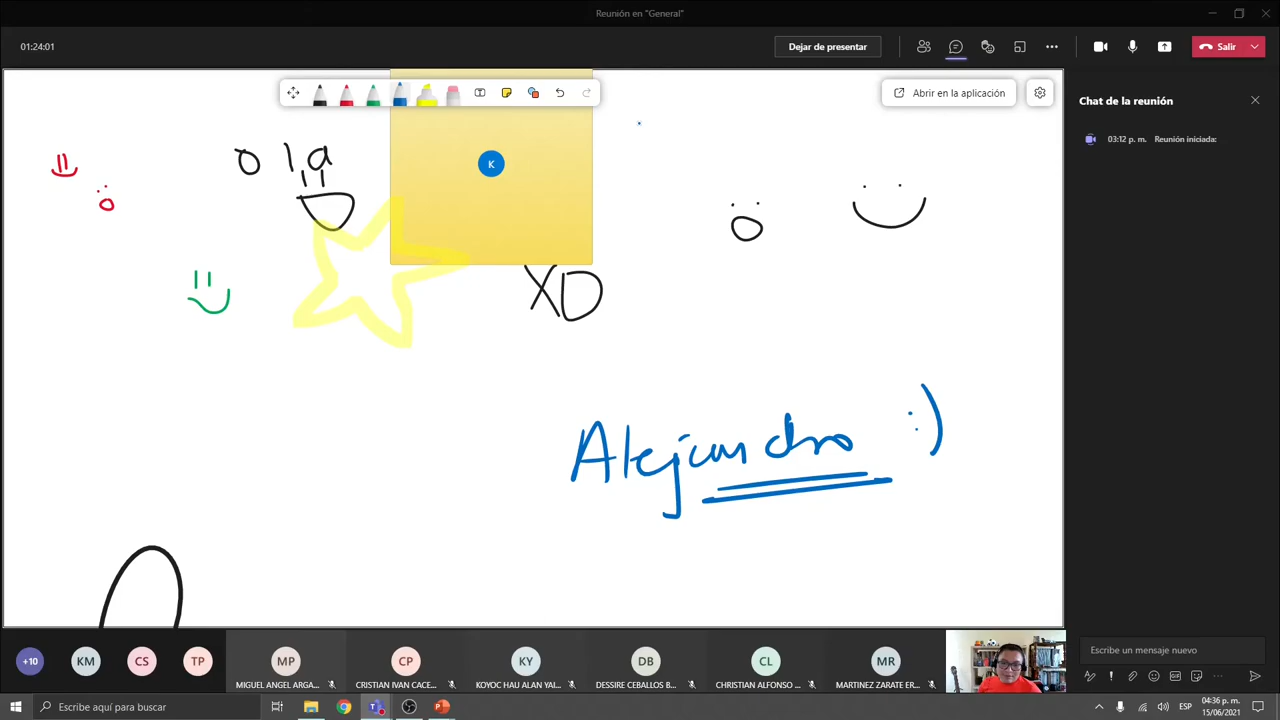 Reunión en "General"
01:24:01
Dejar de presentar
Salir
Abrir en la aplicación
Chat de la reunión
03:12 p. m. Reunión iniciada:
K
o la
XD
Alejandro :)
+10
KM
CS
TP
MP
CP
KY
DB
CL
MR
MIGUEL ANGEL ARGA...
CRISTIAN IVAN CACE...
KOYOC HAU ALAN YAI...
DESSIRE CEBALLOS B...
CHRISTIAN ALFONSO ...
MARTINEZ ZARATE ER...
Escribe un mensaje nuevo
Escribe aquí para buscar
ESP
04:36 p. m.
15/06/2021